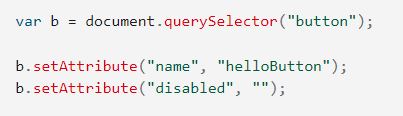 var b = document.querySelector("button");
b.setAttribute("name", "helloButton");
b.setAttribute("disabled", "");